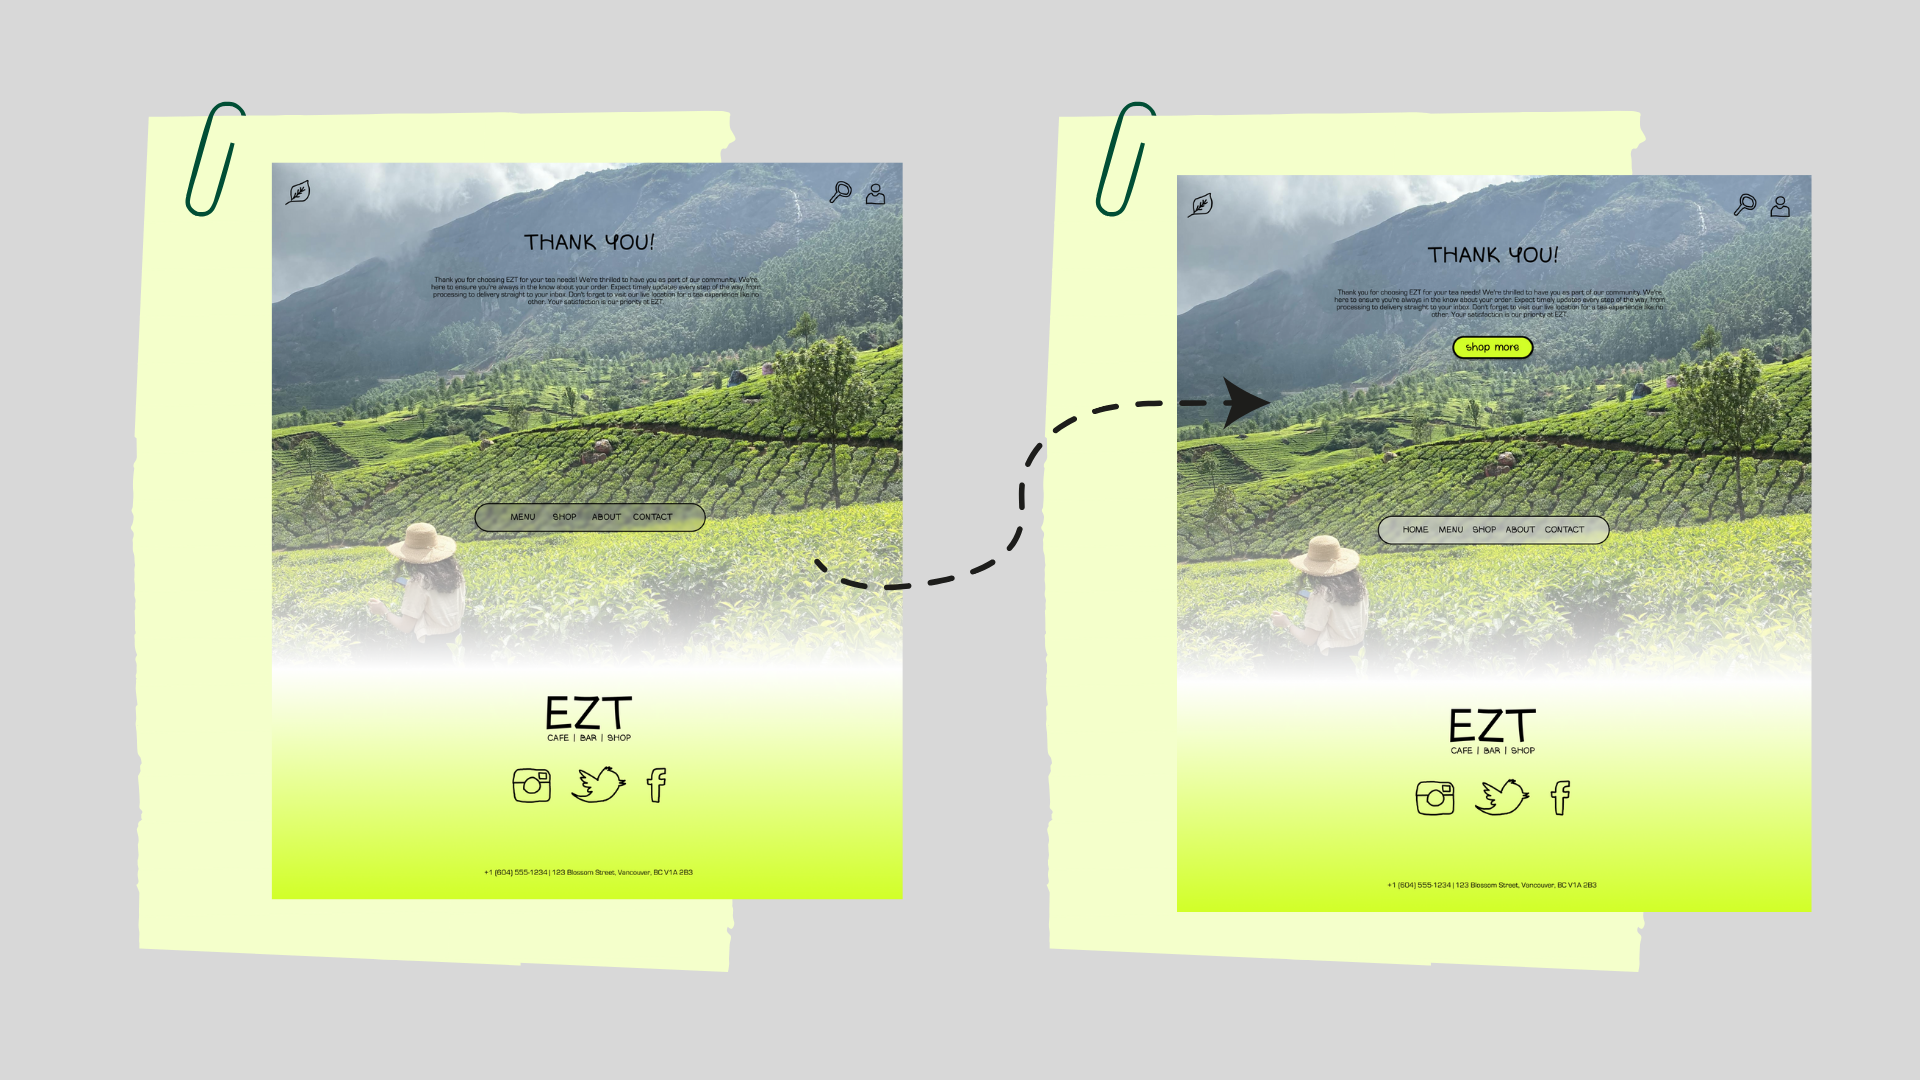 THANK YOU!
Thank you for choosing EZT for your tea needs! We're thrilled to have you as part of our community. We're
here to ensure you're always in the know about your order. Expect timely updates every step of the way, from
processing to delivery straight to your inbox. Don't forget to visit our live location for a tea experience like no
other. Your satisfaction is our priority at EZT.
MENU SHOP ABOUT CONTACT
EZT
CAFE | BAR | SHOP
+1 (604) 555-1234 | 123 Blossom Street, Vancouver, BC V1A 2B3
THANK YOU!
Thank you for choosing EZT for your tea needs! We're thrilled to have you as part of our community. We're
here to ensure you're always in the know about your order. Expect timely updates every step of the way, from
processing to delivery straight to your inbox. Don't forget to visit our live location for a tea experience like no
other. Your satisfaction is our priority at EZT.
shop more
HOME MENU SHOP ABOUT CONTACT
EZT
CAFE | BAR | SHOP
+1 (604) 555-1234 | 123 Blossom Street, Vancouver, BC V1A 2B3